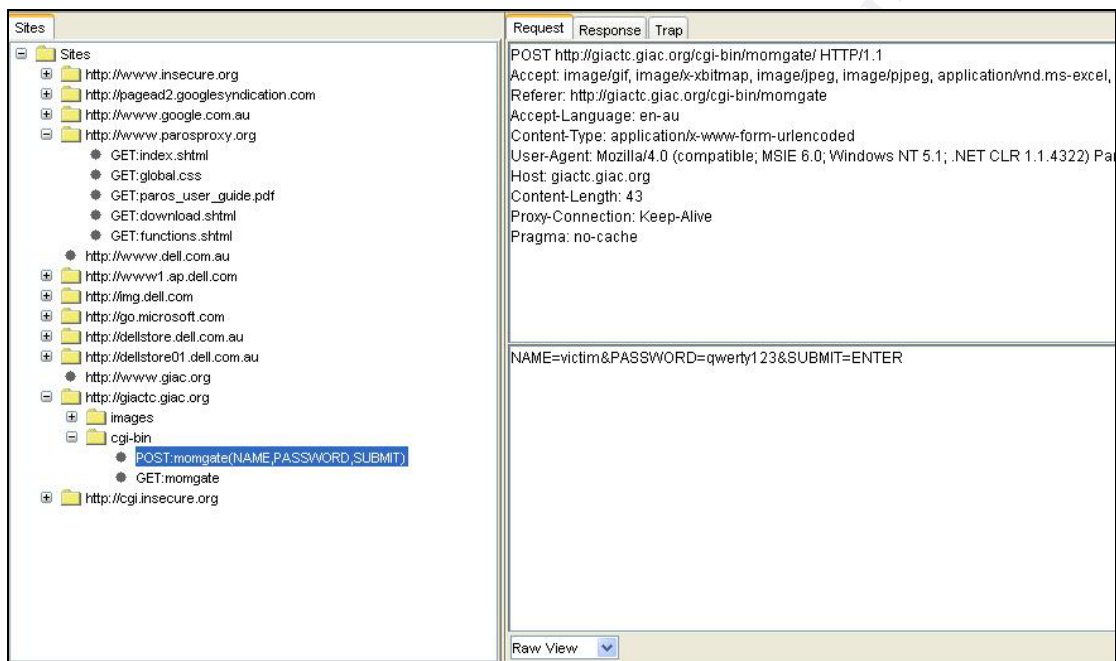 Sites
Sites
http://www.insecure.org
http://pagead2.googlesyndication.com
http://www.google.com.au
http://www.parosproxy.org
GET:index.shtml
GET:global.css
GET:paros_user_guide.pdf
GET:download.shtml
GET:functions.shtml
http://www.dell.com.au
http://www1.ap.dell.com
http://img.dell.com
http://go.microsoft.com
http://dellstore.dell.com.au
http://dellstore01.dell.com.au
http://www.giac.org
http://giactc.giac.org
images
cgi-bin
POST:momgate(NAME,PASSWORD,SUBMIT)
GET:momgate
http://cgi.insecure.org
Request Response Trap
POST http://giactc.giac.org/cgi-bin/momgate/ HTTP/1.1
Accept: image/gif, image/x-xbitmap, image/jpeg, image/pjpeg, application/vnd.ms-excel,
Referer: http://giactc.giac.org/cgi-bin/momgate
Accept-Language: en-au
Content-Type: application/x-www-form-urlencoded
User-Agent: Mozilla/4.0 (compatible; MSIE 6.0; Windows NT 5.1; .NET CLR 1.1.4322) Par
Host: giactc.giac.org
Content-Length: 43
Proxy-Connection: Keep-Alive
Pragma: no-cache
NAME=victim&PASSWORD=qwerty123&SUBMIT=ENTER
Raw View